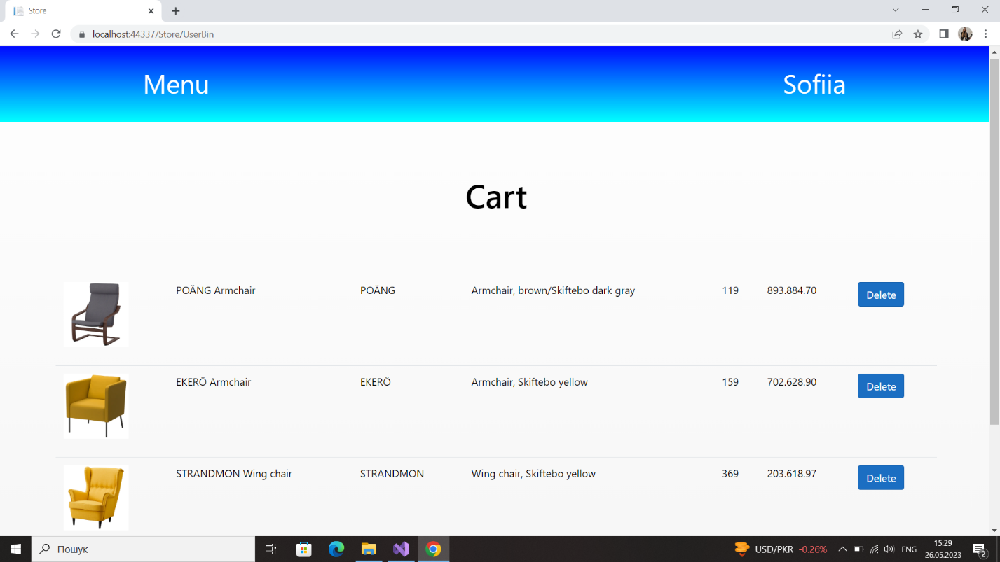 Store
localhost:44337/Store/UserBin
Menu
Sofiia
Cart
POÄNG Armchair POÄNG Armchair, brown/Skiftebo dark gray 119 893.884.70 Delete
EKERÖ Armchair EKERÖ Armchair, Skiftebo yellow 159 702.628.90 Delete
STRANDMON Wing chair STRANDMON Wing chair, Skiftebo yellow 369 203.618.97 Delete
Пошук
USD/PKR -0.26%
ENG
15:29
26.05.2023
2